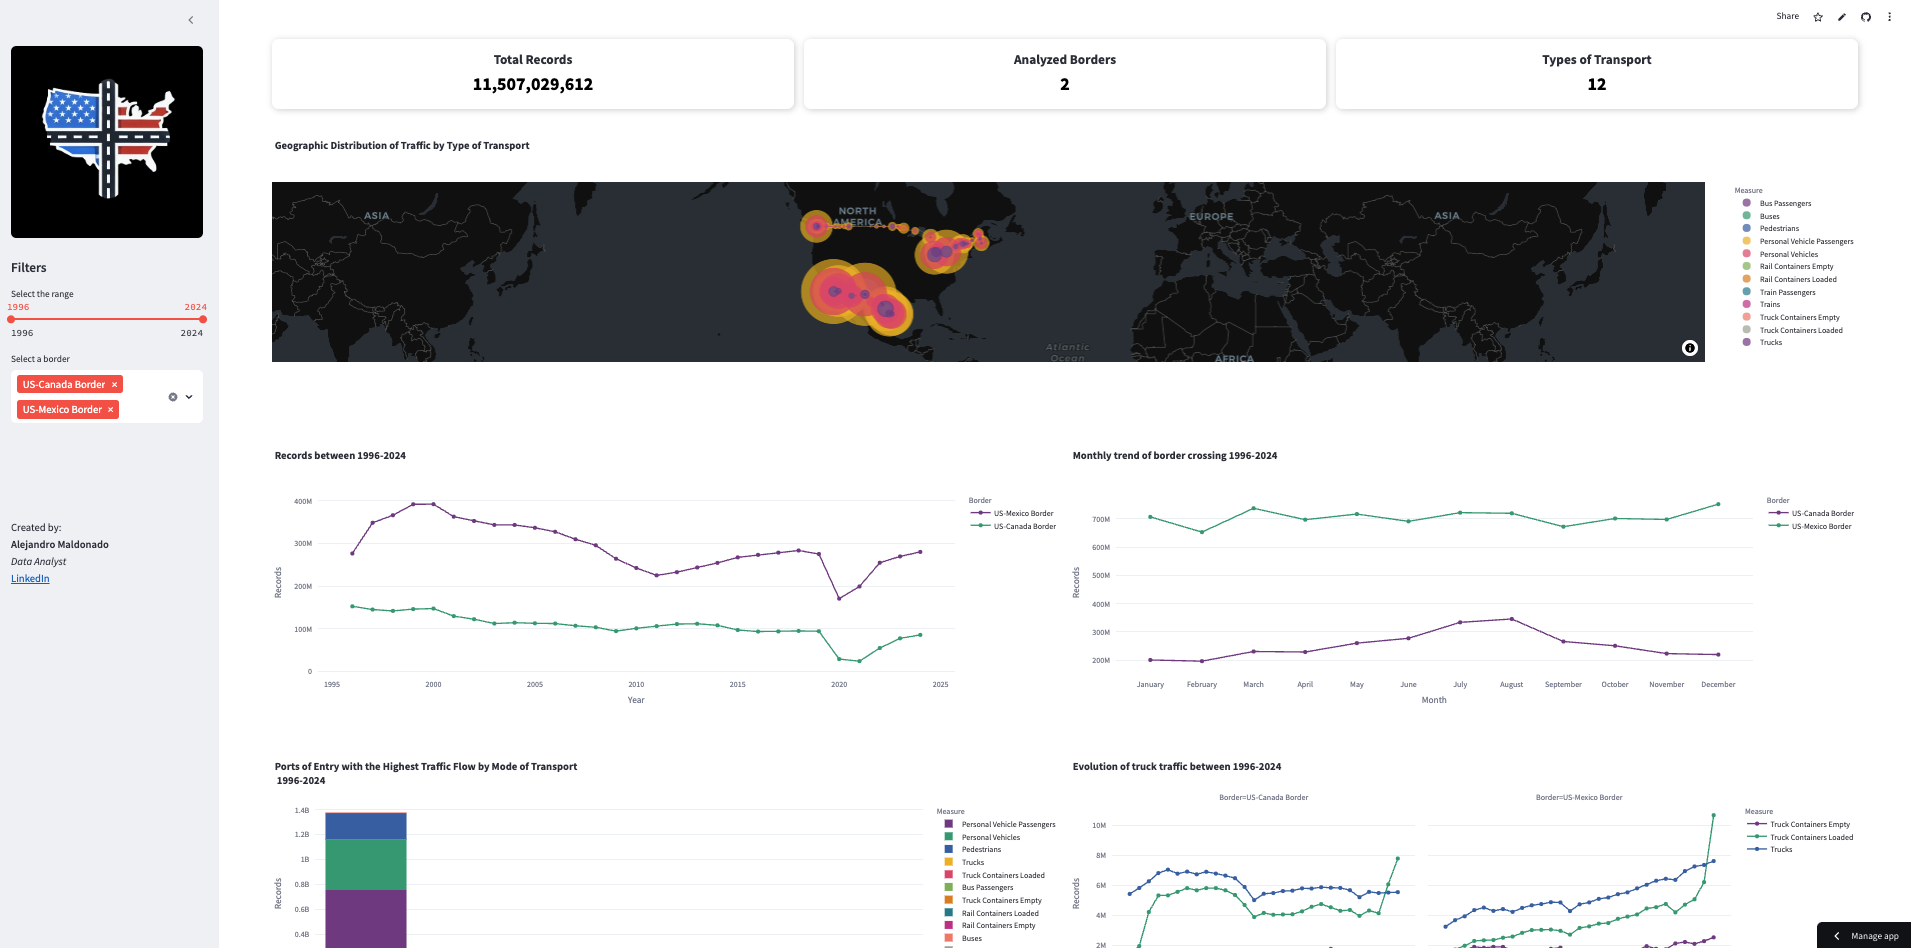 Share
Filters
Select the range
1996 2024
1996 2024
Select a border
US-Canada Border ×
US-Mexico Border ×
Created by:
Alejandro Maldonado
Data Analyst
LinkedIn
Total Records
11,507,029,612
Analyzed Borders
2
Types of Transport
12
Geographic Distribution of Traffic by Type of Transport
ASIA
NORTH
AMERICA
EUROPE
ASIA
Atlantic
Ocean
AFRICA
Measure
Bus Passengers
Buses
Pedestrians
Personal Vehicle Passengers
Personal Vehicles
Rail Containers Empty
Rail Containers Loaded
Train Passengers
Trains
Truck Containers Empty
Truck Containers Loaded
Trucks
Records between 1996-2024
400M
300M
200M
100M
0
Records
1995 2000 2005 2010 2015 2020 2025
Year
Border
US-Mexico Border
US-Canada Border
Monthly trend of border crossing 1996-2024
700M
600M
500M
400M
300M
200M
Records
January February March April May June July August September October November December
Month
Border
US-Canada Border
US-Mexico Border
Ports of Entry with the Highest Traffic Flow by Mode of Transport
1996-2024
1.4B
1.2B
1B
0.8B
0.6B
0.4B
Records
Measure
Personal Vehicle Passengers
Personal Vehicles
Pedestrians
Trucks
Truck Containers Loaded
Bus Passengers
Truck Containers Empty
Rail Containers Loaded
Rail Containers Empty
Buses
Evolution of truck traffic between 1996-2024
Border=US-Canada Border Border=US-Mexico Border
10M
8M
6M
4M
2M
Records
Measure
Truck Containers Empty
Truck Containers Loaded
Trucks
Manage app